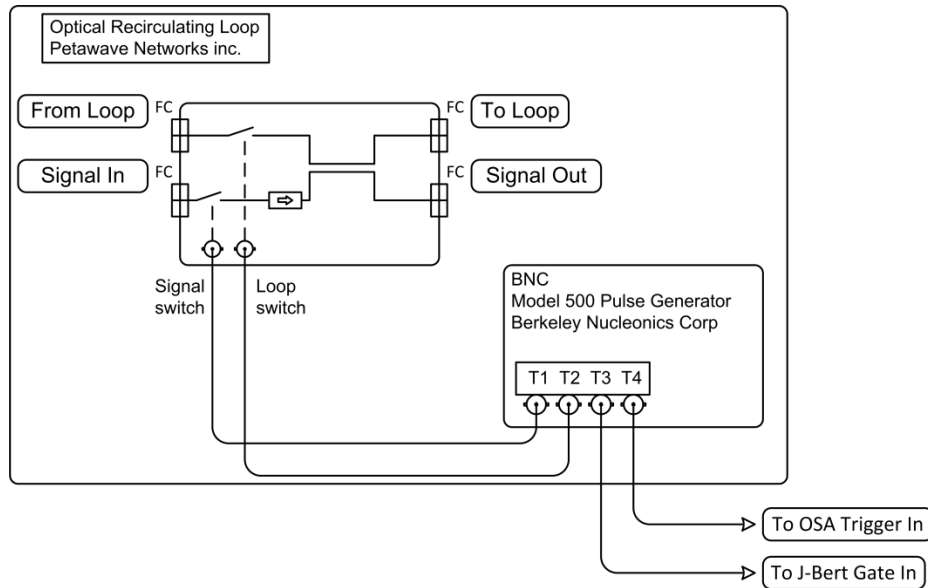 Optical Recirculating Loop
Petawave Networks inc.
From Loop
FC
FC
To Loop
Signal In
FC
FC
Signal Out
Signal
switch
Loop
switch
BNC
Model 500 Pulse Generator
Berkeley Nucleonics Corp
T1 T2 T3 T4
To OSA Trigger In
To J-Bert Gate In